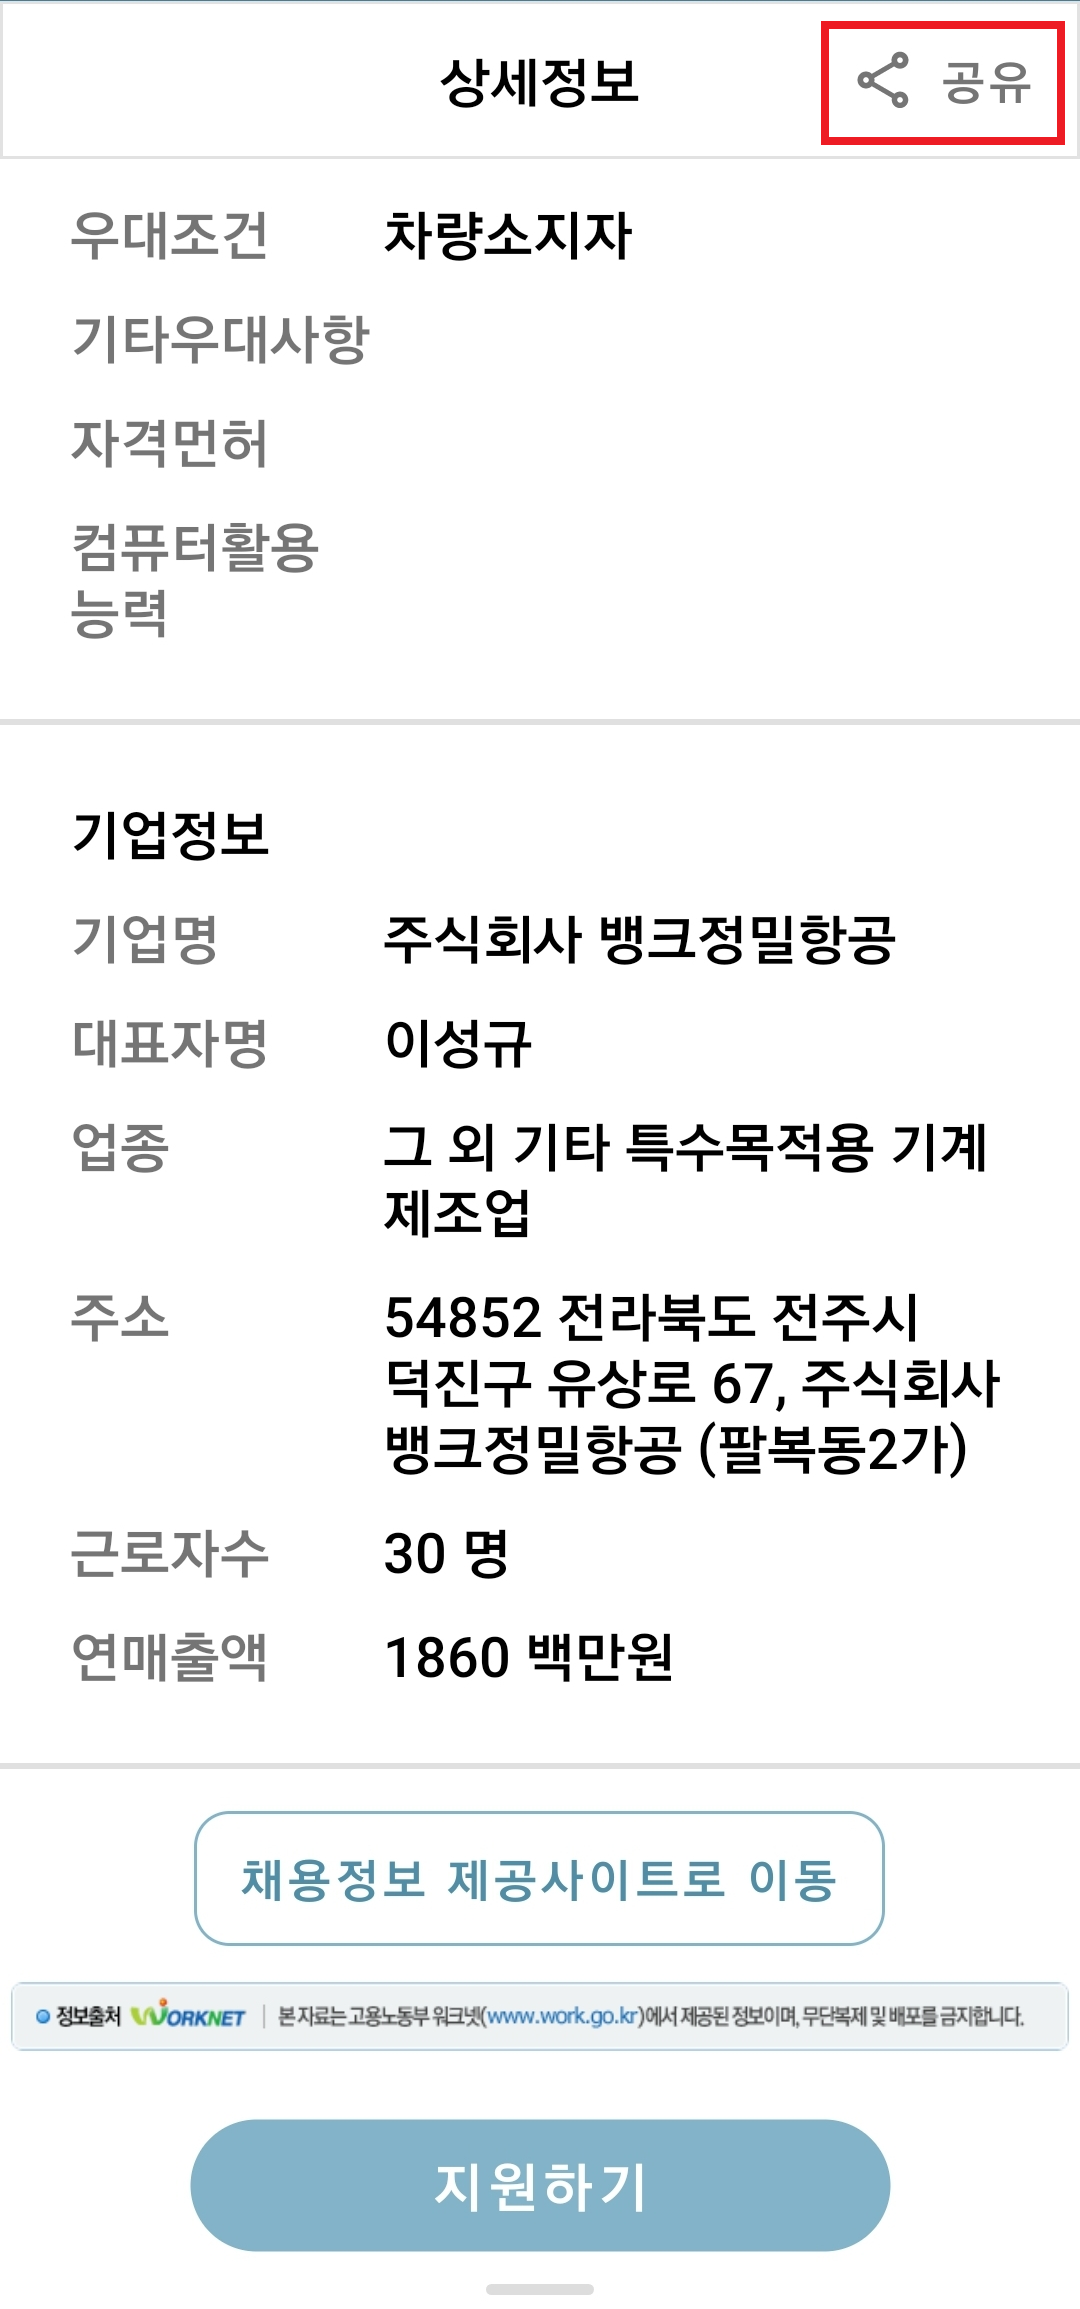 상세정보
공유
우대조건 차량소지자
기타우대사항
자격먼허
컴퓨터활용
능력
기업정보
기업명 주식회사 뱅크정밀항공
대표자명 이성규
업종 그 외 기타 특수목적용 기계
제조업
주소 54852 전라북도 전주시
덕진구 유상로 67, 주식회사
뱅크정밀항공 (팔복동2가)
근로자수 30 명
연매출액 1860 백만원
채용정보 제공사이트로 이동
정보출처 WORKNET | 본 자료는 고용노동부 워크넷(www.work.go.kr)에서 제공된 정보이며, 무단복제 및 배포를 금지합니다.
지원하기